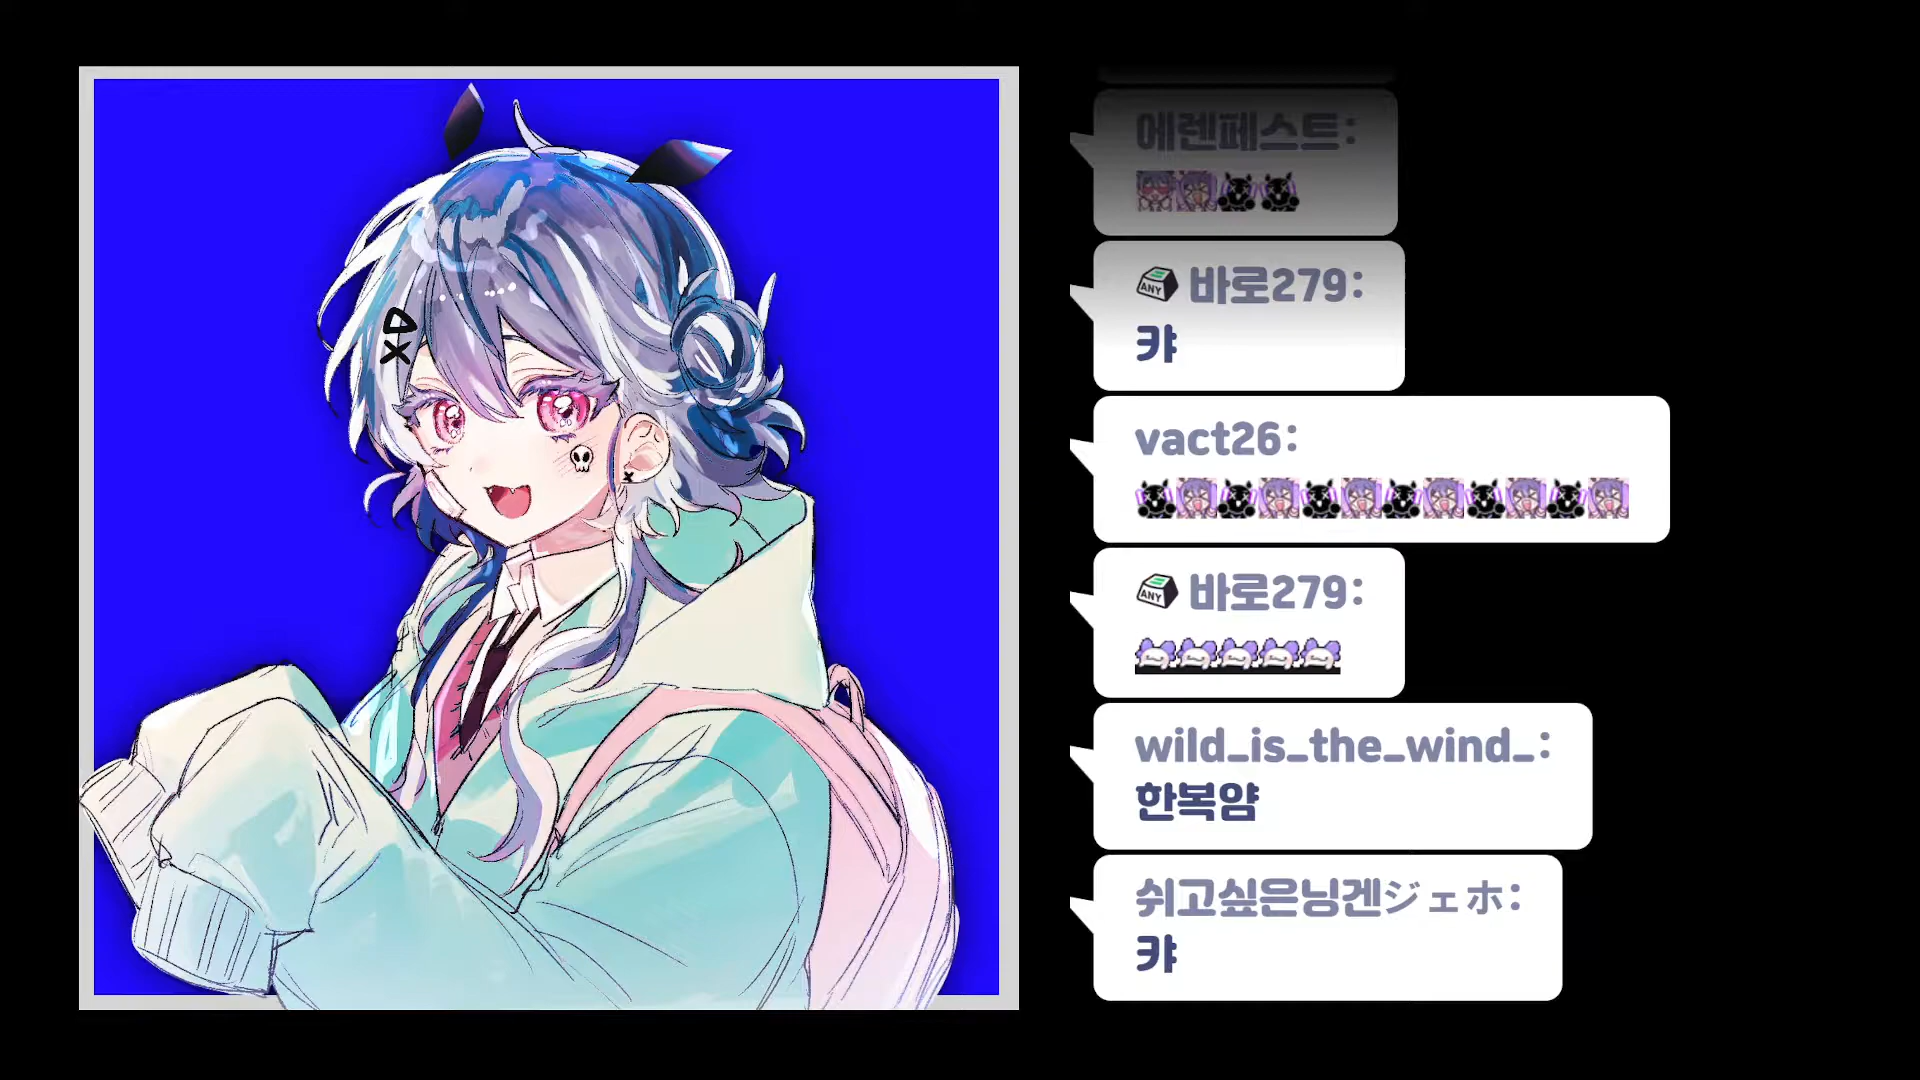 에렌페스트:
ANY 바로279:
캬
vact26:
ANY 바로279:
wild_is_the_wind_:
한복얌
쉬고싶은닝겐ジェホ:
캬